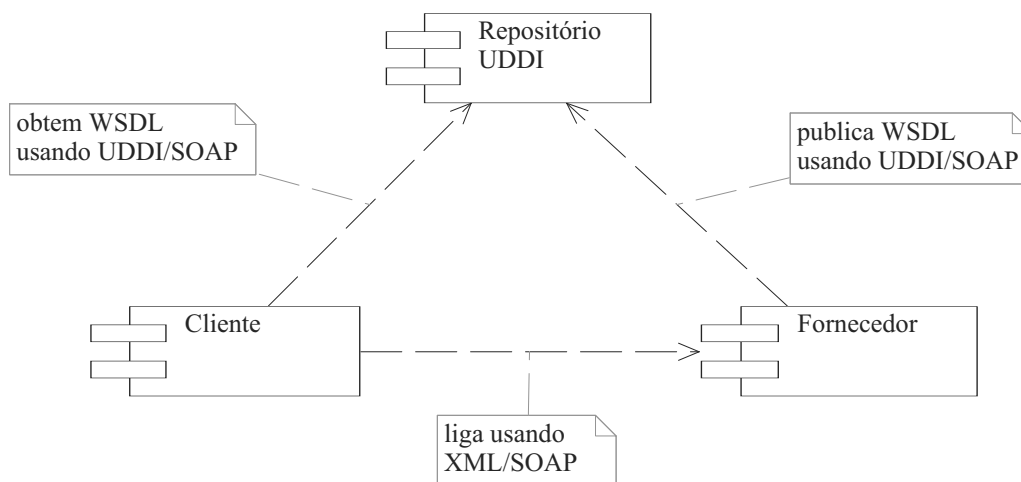 Repositório
UDDI
obtem WSDL
usando UDDI/SOAP
publica WSDL
usando UDDI/SOAP
Cliente
Fornecedor
liga usando
XML/SOAP